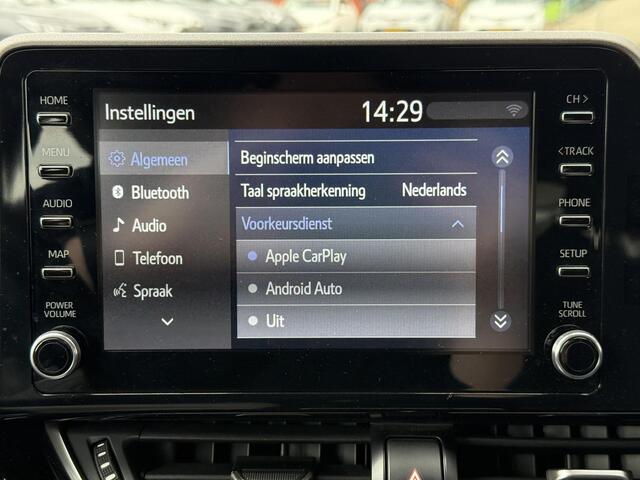 HOME
MENU
AUDIO
MAP
POWER
VOLUME
Instellingen
14:29
Algemeen
Bluetooth
Audio
Telefoon
Spraak
Beginscherm aanpassen
Taal spraakherkenning Nederlands
Voorkeursdienst
Apple CarPlay
Android Auto
Uit
CH >
< TRACK
PHONE
SETUP
TUNE
SCROLL